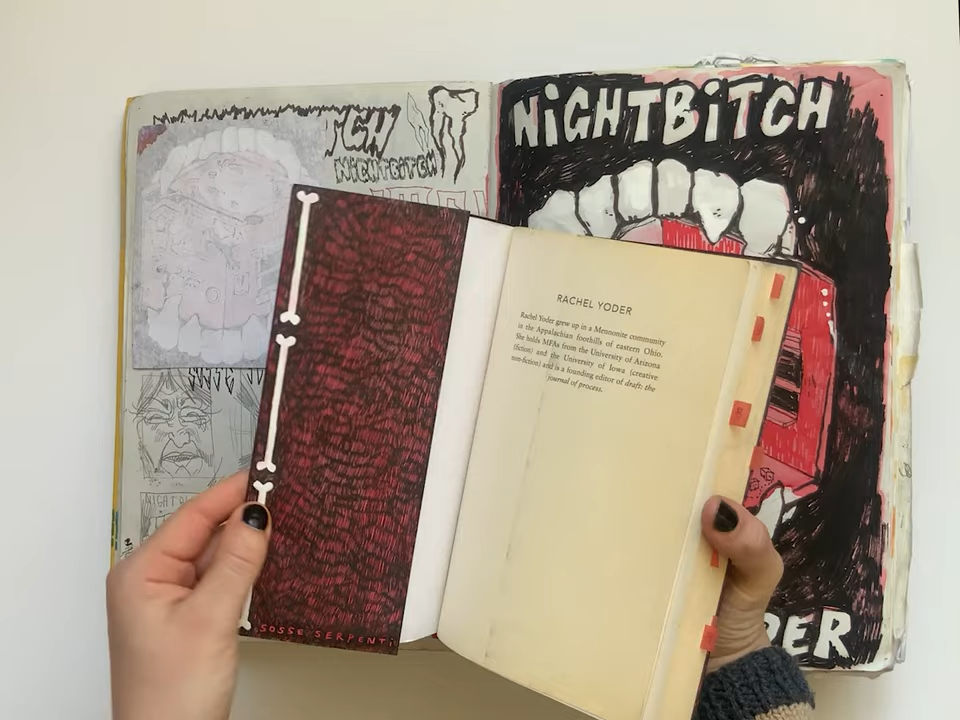 TCH
NIGHTBITCH
NiGHTBiTCH
RACHEL YODER
Rachel Yoder grew up in a Mennonite community
in the Appalachian foothills of eastern Ohio.
She holds MFAs from the University of Arizona
(fiction) and the University of Iowa (creative
non-fiction) and is a founding editor of draft: the
journal of process.
SOSSE SERPENTi
DER